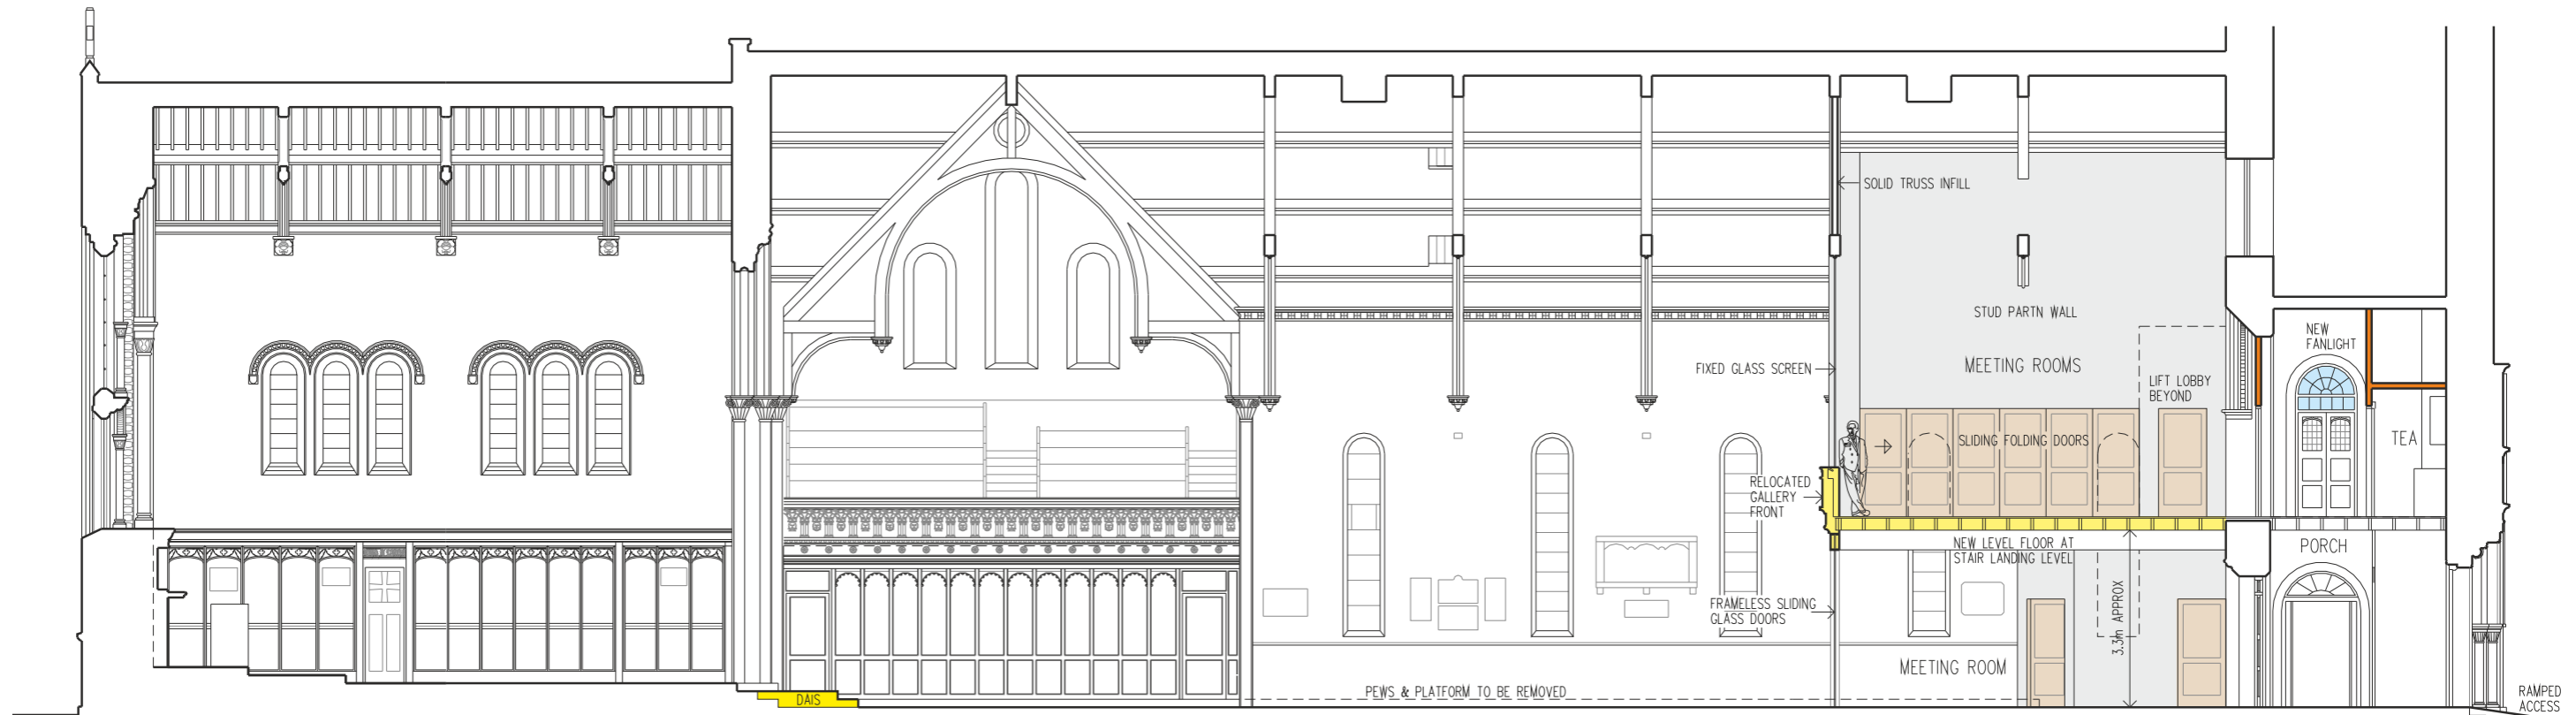 SOLID TRUSS INFILL
STUD PARTN WALL
NEW
FANLIGHT
MEETING ROOMS
FIXED GLASS SCREEN
LIFT LOBBY
BEYOND
SLIDING FOLDING DOORS
TEA
RELOCATED
GALLERY
FRONT
NEW LEVEL FLOOR AT
STAIR LANDING LEVEL
PORCH
3.3m APPROX
FRAMELESS SLIDING
GLASS DOORS
MEETING ROOM
PEWS & PLATFORM TO BE REMOVED
DAIS
RAMPED
ACCESS